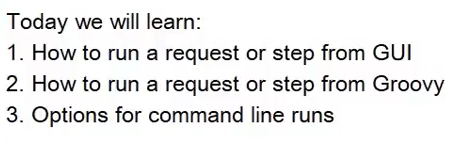 Today we will learn:
1. How to run a request or step from GUI
2. How to run a request or step from Groovy
3. Options for command line runs